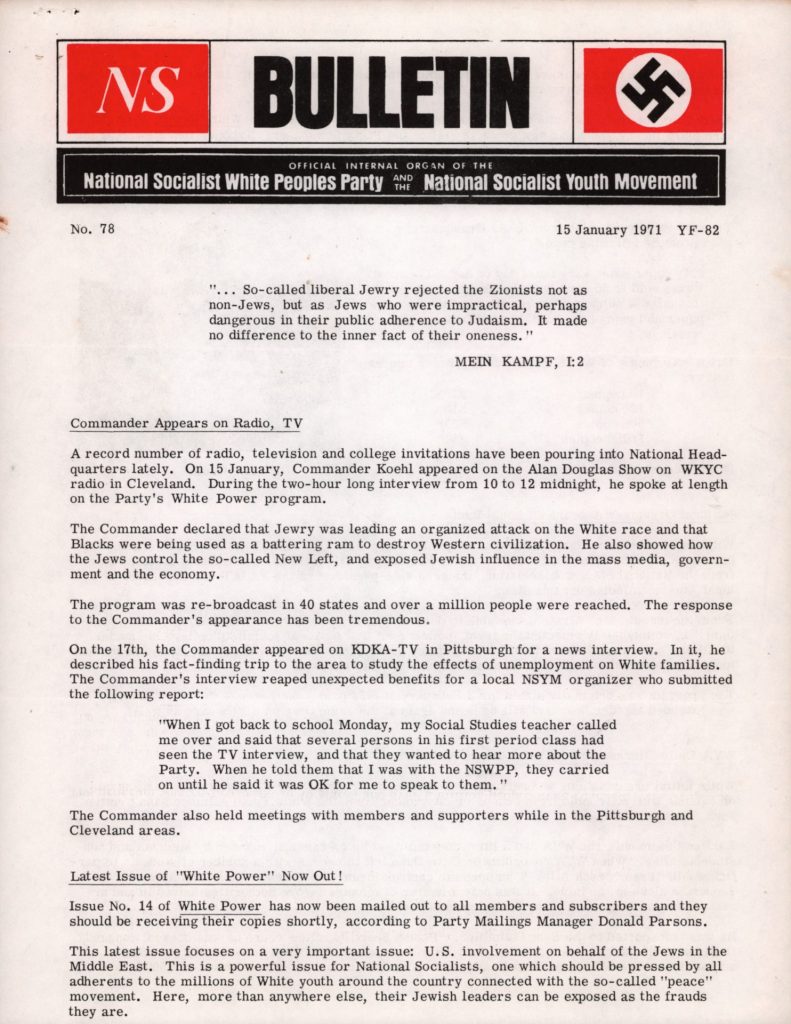 NS
BULLETIN
OFFICIAL INTERNAL ORGAN OF THE
National Socialist White Peoples Party AND THE National Socialist Youth Movement
No. 78
15 January 1971 YF-82
"... So-called liberal Jewry rejected the Zionists not as
non-Jews, but as Jews who were impractical, perhaps
dangerous in their public adherence to Judaism. It made
no difference to the inner fact of their oneness."
MEIN KAMPF, I:2
Commander Appears on Radio, TV
A record number of radio, television and college invitations have been pouring into National Head-
quarters lately. On 15 January, Commander Koehl appeared on the Alan Douglas Show on WKYC
radio in Cleveland. During the two-hour long interview from 10 to 12 midnight, he spoke at length
on the Party's White Power program.
The Commander declared that Jewry was leading an organized attack on the White race and that
Blacks were being used as a battering ram to destroy Western civilization. He also showed how
the Jews control the so-called New Left, and exposed Jewish influence in the mass media, govern-
ment and the economy.
The program was re-broadcast in 40 states and over a million people were reached. The response
to the Commander's appearance has been tremendous.
On the 17th, the Commander appeared on KDKA-TV in Pittsburgh for a news interview. In it, he
described his fact-finding trip to the area to study the effects of unemployment on White families.
The Commander's interview reaped unexpected benefits for a local NSYM organizer who submitted
the following report:
"When I got back to school Monday, my Social Studies teacher called
me over and said that several persons in his first period class had
seen the TV interview, and that they wanted to hear more about the
Party. When he told them that I was with the NSWPP, they carried
on until he said it was OK for me to speak to them."
The Commander also held meetings with members and supporters while in the Pittsburgh and
Cleveland areas.
Latest Issue of "White Power" Now Out!
Issue No. 14 of White Power has now been mailed out to all members and subscribers and they
should be receiving their copies shortly, according to Party Mailings Manager Donald Parsons.
This latest issue focuses on a very important issue: U.S. involvement on behalf of the Jews in the
Middle East. This is a powerful issue for National Socialists, one which should be pressed by all
adherents to the millions of White youth around the country connected with the so-called "peace"
movement. Here, more than anywhere else, their Jewish leaders can be exposed as the frauds
they are.